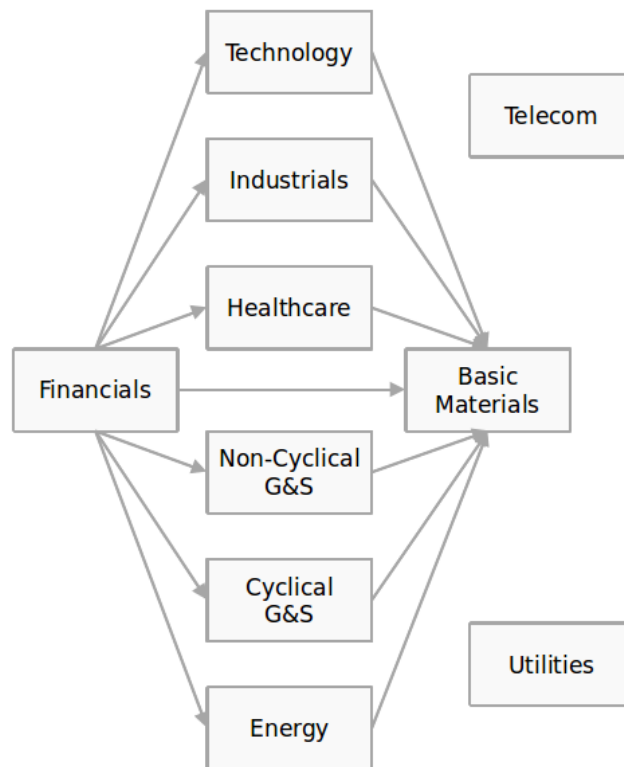 Technology
Telecom
Industrials
Healthcare
Financials
Basic
Materials
Non-Cyclical
G&S
Cyclical
G&S
Utilities
Energy